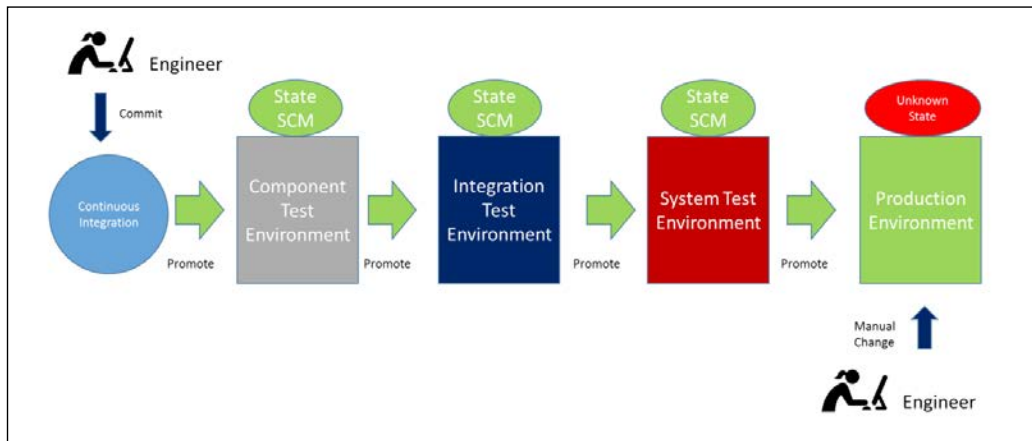 Engineer
Commit
Continuous
Integration
Promote
State
SCM
Component
Test
Environment
Promote
State
SCM
Integration
Test
Environment
Promote
State
SCM
System Test
Environment
Promote
Unknown
State
Production
Environment
Manual
Change
Engineer